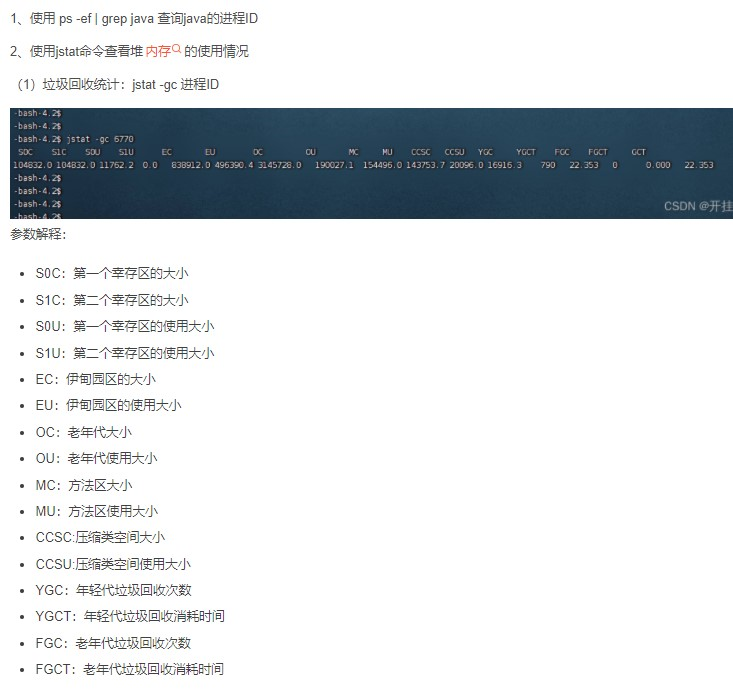 1、使用 ps -ef | grep java 查询java的进程ID
2、使用jstat命令查看堆 内存 的使用情况
（1）垃圾回收统计：jstat -gc 进程ID
-bash-4.2$
-bash-4.2$
-bash-4.2$ jstat -gc 6770
S0C S1C S0U S1U EC EU OC OU MC MU CCSC CCSU YGC YGCT FGC FGCT GCT
104832.0 104832.0 11762.2 0.0 838912.0 496390.4 3145728.0 190027.1 154496.0 143753.7 20096.0 16916.3 790 22.353 0 0.000 22.353
-bash-4.2$
-bash-4.2$
-bash-4.2$
-bash-4.2$
CSDN @开挂
参数解释：
S0C：第一个幸存区的大小
S1C：第二个幸存区的大小
S0U：第一个幸存区的使用大小
S1U：第二个幸存区的使用大小
EC：伊甸园区的大小
EU：伊甸园区的使用大小
OC：老年代大小
OU：老年代使用大小
MC：方法区大小
MU：方法区使用大小
CCSC:压缩类空间大小
CCSU:压缩类空间使用大小
YGC：年轻代垃圾回收次数
YGCT：年轻代垃圾回收消耗时间
FGC：老年代垃圾回收次数
FGCT：老年代垃圾回收消耗时间